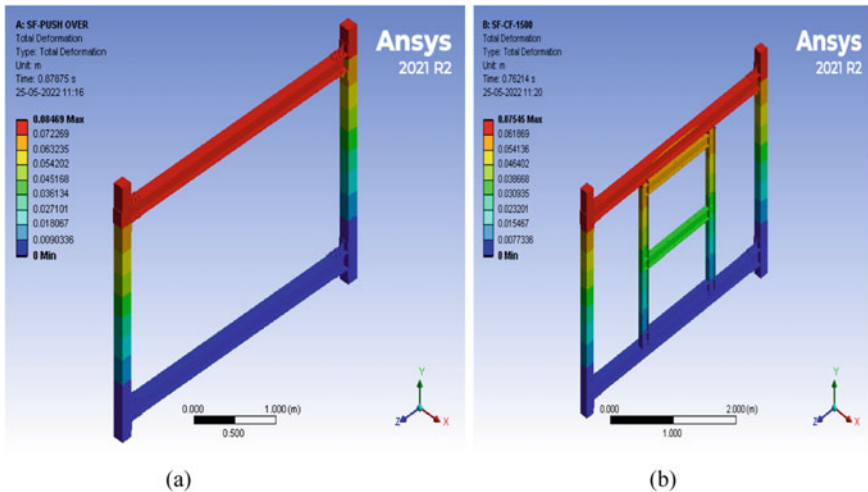 A: SF-PUSH OVER
Total Deformation
Type: Total Deformation
Unit: m
Time: 0.87875 s
25-05-2022 11:16
Ansys
2021 R2
0.08469 Max
0.072269
0.063235
0.054202
0.045168
0.036134
0.027101
0.018067
0.0090336
0 Min
0.000
1.000 (m)
0.500
Y
Z
X
(a)
B: SF-CF-1500
Total Deformation
Type: Total Deformation
Unit: m
Time: 0.76214 s
25-05-2022 11:20
Ansys
2021 R2
0.07545 Max
0.061869
0.054136
0.046402
0.038668
0.030935
0.023201
0.015467
0.0077336
0 Min
0.000
2.000 (m)
1.000
Y
Z
X
(b)